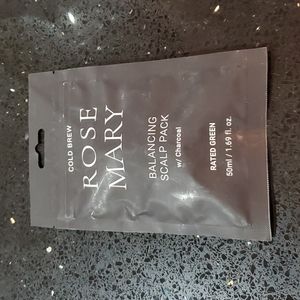 COLD BREW
ROSE
MARY
BALANCING
SCALP PACK
w/ Charcoal
RATED GREEN
50ml / 1.69 fl. oz.